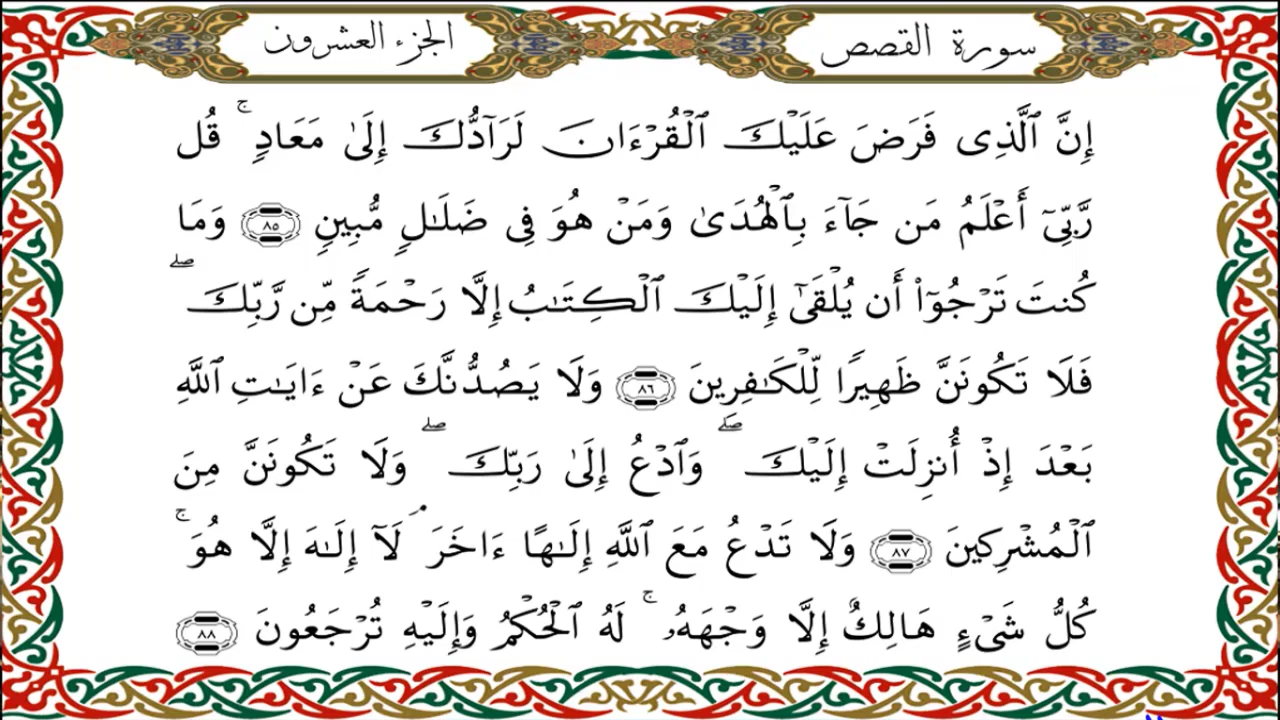 سورة القصص
الجزء العشرون
إِنَّ ٱلَّذِى فَرَضَ عَلَيْكَ ٱلْقُرْءَانَ لَرَآدُّكَ إِلَىٰ مَعَادٍ ۚ قُل
رَّبِّىٓ أَعْلَمُ مَن جَآءَ بِٱلْهُدَىٰ وَمَنْ هُوَ فِى ضَلَـٰلٍ مُّبِينٍ ٨٥ وَمَا
كُنتَ تَرْجُوٓا۟ أَن يُلْقَىٰٓ إِلَيْكَ ٱلْكِتَـٰبُ إِلَّا رَحْمَةً مِّن رَّبِّكَ ۖ
فَلَا تَكُونَنَّ ظَهِيرًا لِّلْكَـٰفِرِينَ ٨٦ وَلَا يَصُدُّنَّكَ عَنْ ءَايَـٰتِ ٱللَّهِ
بَعْدَ إِذْ أُنزِلَتْ إِلَيْكَ ۖ وَٱدْعُ إِلَىٰ رَبِّكَ ۖ وَلَا تَكُونَنَّ مِنَ
ٱلْمُشْرِكِينَ ٨٧ وَلَا تَدْعُ مَعَ ٱللَّهِ إِلَـٰهًا ءَاخَرَ ۘ لَآ إِلَـٰهَ إِلَّا هُوَ ۚ
كُلُّ شَىْءٍ هَالِكٌ إِلَّا وَجْهَهُۥ ۚ لَهُ ٱلْحُكْمُ وَإِلَيْهِ تُرْجَعُونَ ٨٨